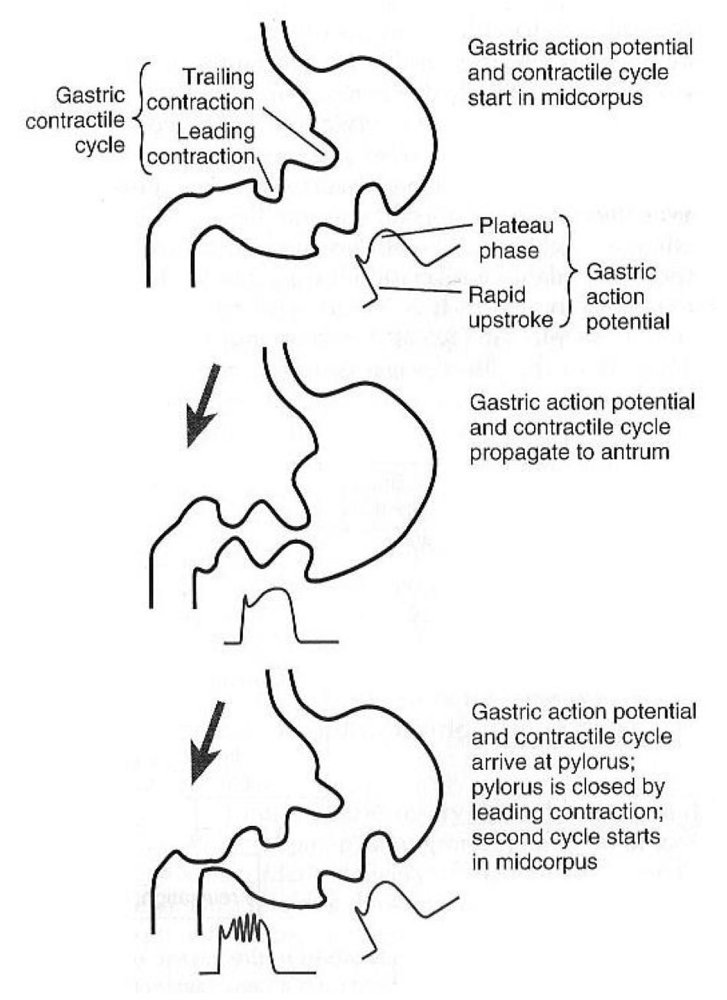 Gastric action potential
and contractile cycle
start in midcorpus
Gastric
contractile
cycle
Trailing
contraction
Leading
contraction
Plateau
phase
Rapid
upstroke
Gastric
action
potential
Gastric action potential
and contractile cycle
propagate to antrum
Gastric action potential
and contractile cycle
arrive at pylorus;
pylorus is closed by
leading contraction;
second cycle starts
in midcorpus